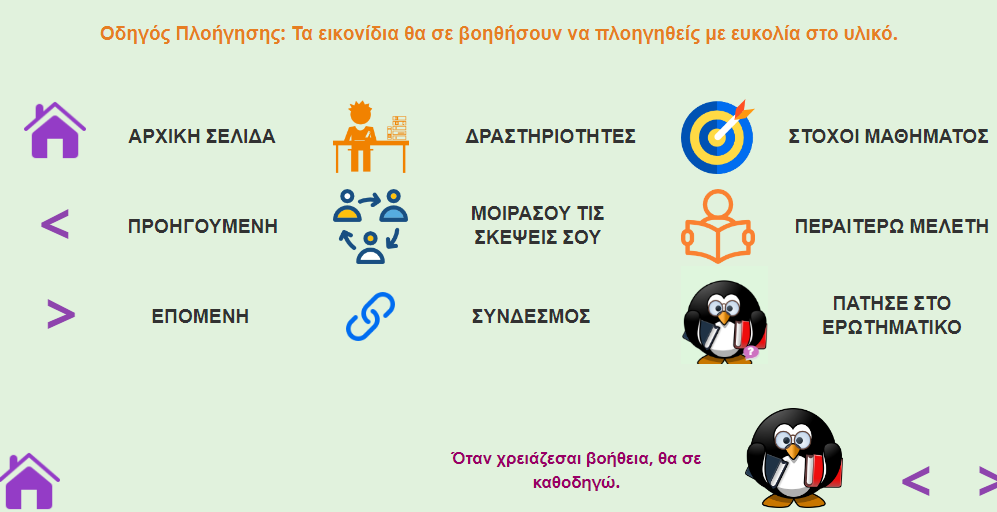 Οδηγός Πλοήγησης: Τα εικονίδια θα σε βοηθήσουν να πλοηγηθείς με ευκολία στο υλικό.
ΑΡΧΙΚΗ ΣΕΛΙΔΑ
ΔΡΑΣΤΗΡΙΟΤΗΤΕΣ
ΣΤΟΧΟΙ ΜΑΘΗΜΑΤΟΣ
<
ΠΡΟΗΓΟΥΜΕΝΗ
ΜΟΙΡΑΣΟΥ ΤΙΣ
ΣΚΕΨΕΙΣ ΣΟΥ
ΠΕΡΑΙΤΕΡΩ ΜΕΛΕΤΗ
>
ΕΠΟΜΕΝΗ
ΣΥΝΔΕΣΜΟΣ
?
ΠΑΤΗΣΕ ΣΤΟ
ΕΡΩΤΗΜΑΤΙΚΟ
Όταν χρειάζεσαι βοήθεια, θα σε
καθοδηγώ.
< >